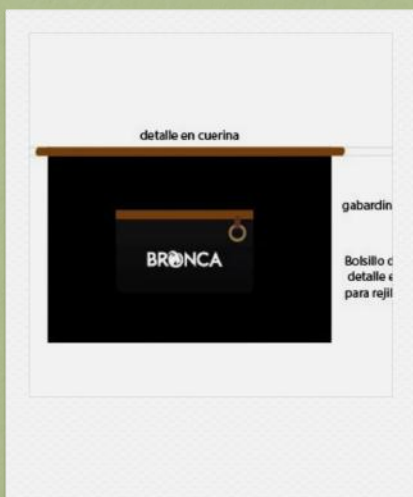 detalle en cuerina
gabardin
BRONCA
Bolsillo
detalle
para rejil